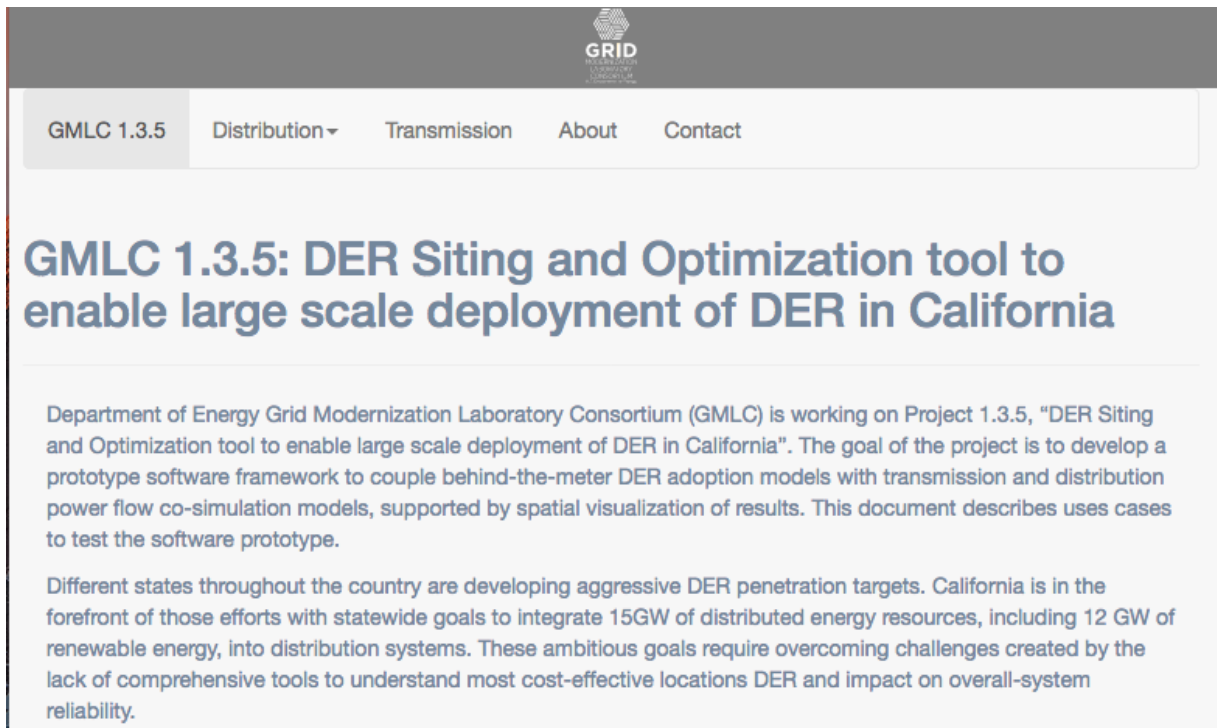 GRID
MODERNIZATION
LABORATORY
CONSORTIUM
GMLC 1.3.5 Distribution Transmission About Contact
GMLC 1.3.5: DER Siting and Optimization tool to
enable large scale deployment of DER in California
Department of Energy Grid Modernization Laboratory Consortium (GMLC) is working on Project 1.3.5, “DER Siting
and Optimization tool to enable large scale deployment of DER in California”. The goal of the project is to develop a
prototype software framework to couple behind-the-meter DER adoption models with transmission and distribution
power flow co-simulation models, supported by spatial visualization of results. This document describes uses cases
to test the software prototype.
Different states throughout the country are developing aggressive DER penetration targets. California is in the
forefront of those efforts with statewide goals to integrate 15GW of distributed energy resources, including 12 GW of
renewable energy, into distribution systems. These ambitious goals require overcoming challenges created by the
lack of comprehensive tools to understand most cost-effective locations DER and impact on overall-system
reliability.